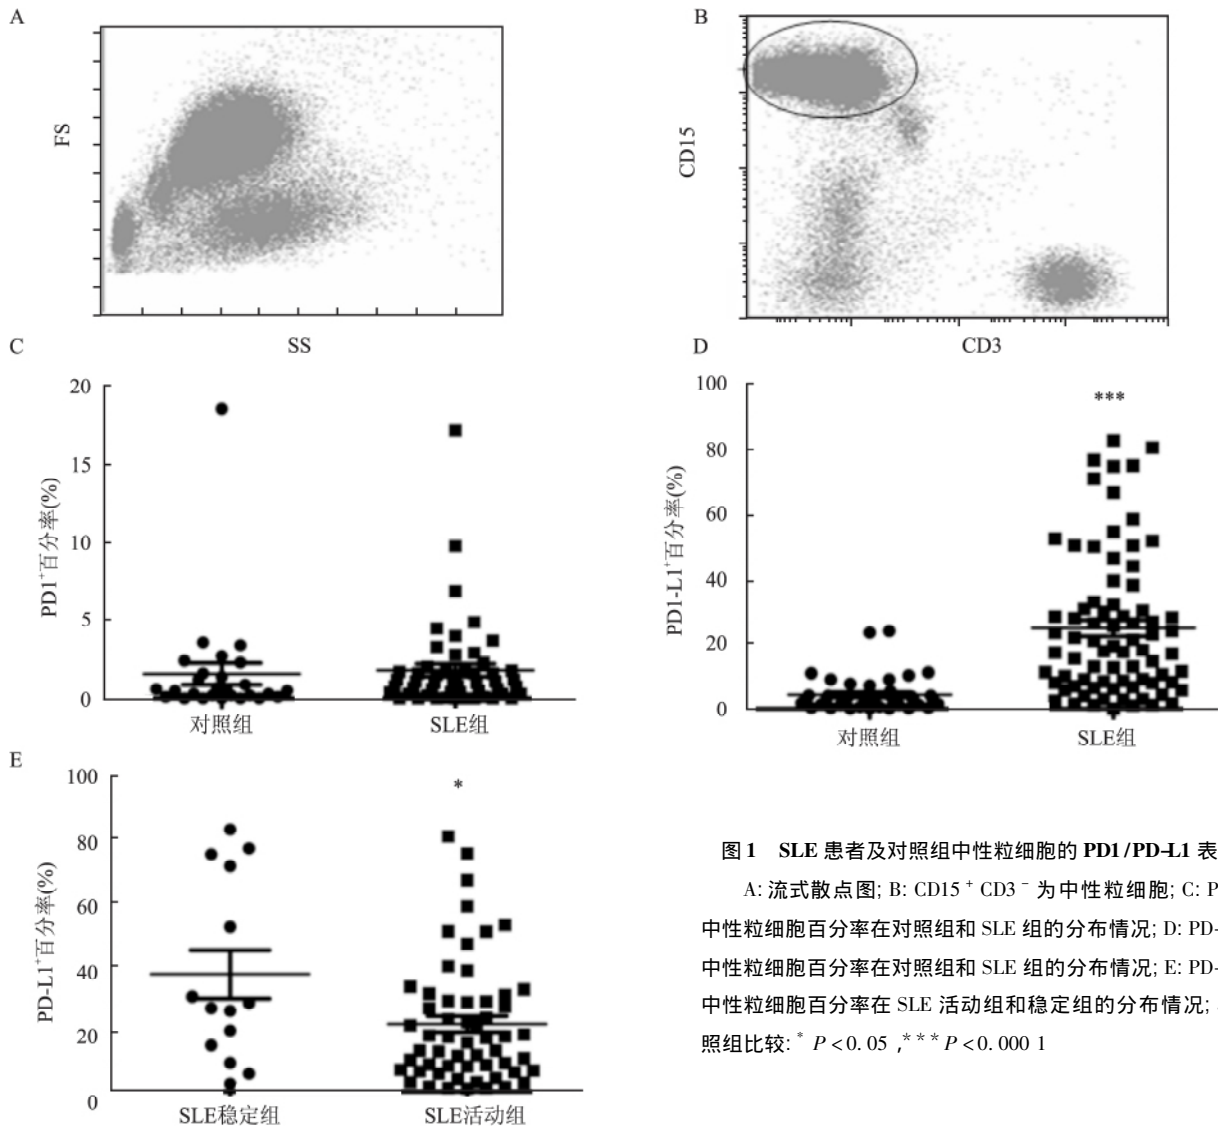 A
FS
SS
B
CD15
CD3
C
PD1⁺百分率(%)
20
15
10
5
0
对照组
SLE组
D
PD1-L1⁺百分率(%)
100
80
60
40
20
0
***
对照组
SLE组
E
PD-L1⁺百分率(%)
100
80
60
40
20
0
*
SLE稳定组
SLE活动组
图1 SLE 患者及对照组中性粒细胞的 PD1/PD-L1 表
A: 流式散点图; B: CD15⁺ CD3⁻ 为中性粒细胞; C: P
中性粒细胞百分率在对照组和 SLE 组的分布情况; D: PD-
中性粒细胞百分率在对照组和 SLE 组的分布情况; E: PD-
中性粒细胞百分率在 SLE 活动组和稳定组的分布情况;
照组比较: * P<0. 05 ,***P<0. 000 1